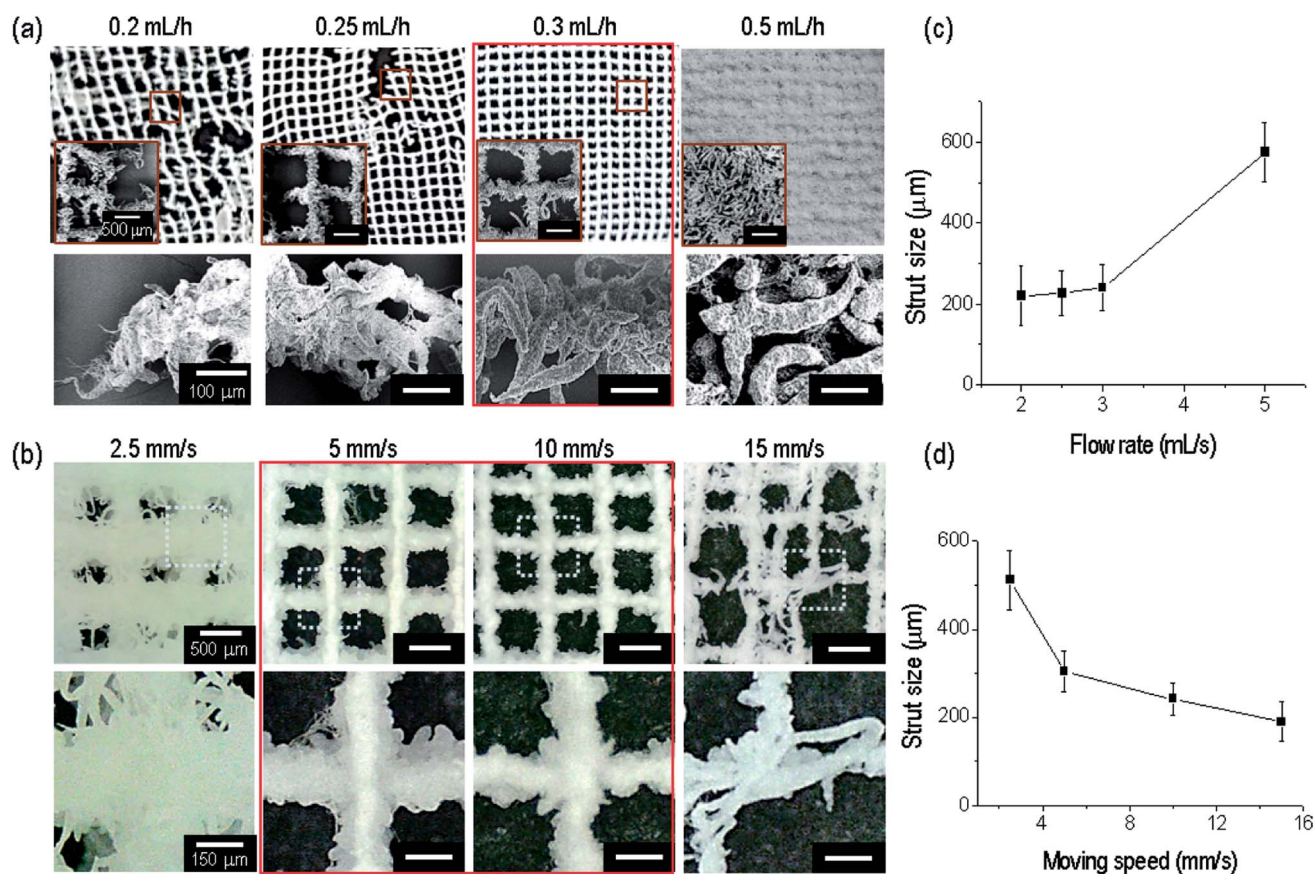 (a)
0.2 mL/h 0.25 mL/h 0.3 mL/h 0.5 mL/h
500 μm
100 μm
(b)
2.5 mm/s 5 mm/s 10 mm/s 15 mm/s
500 μm
150 μm
(c)
Strut size (μm)
600
400
200
0
2 3 4 5
Flow rate (mL/s)
(d)
Strut size (μm)
600
400
200
0
4 8 12 16
Moving speed (mm/s)